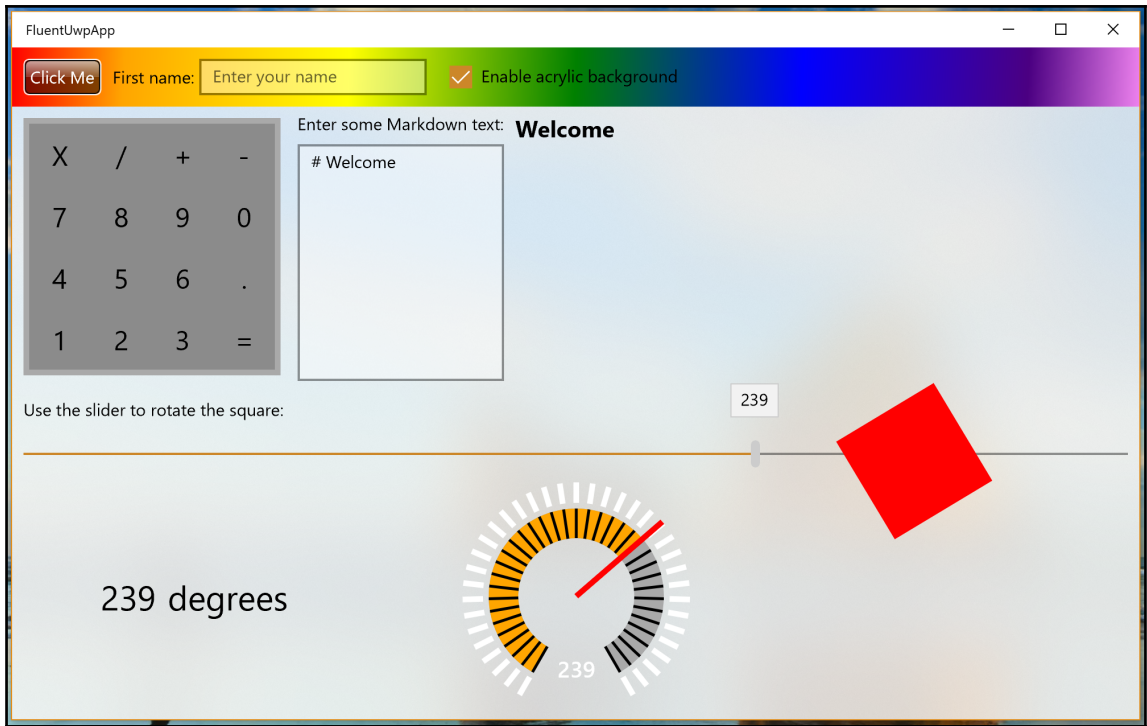 FluentUwpApp
Click Me First name: Enter your name Enable acrylic background
X / + -
7 8 9 0
4 5 6 .
1 2 3 =
Enter some Markdown text:
# Welcome
Welcome
Use the slider to rotate the square:
239
239 degrees
239